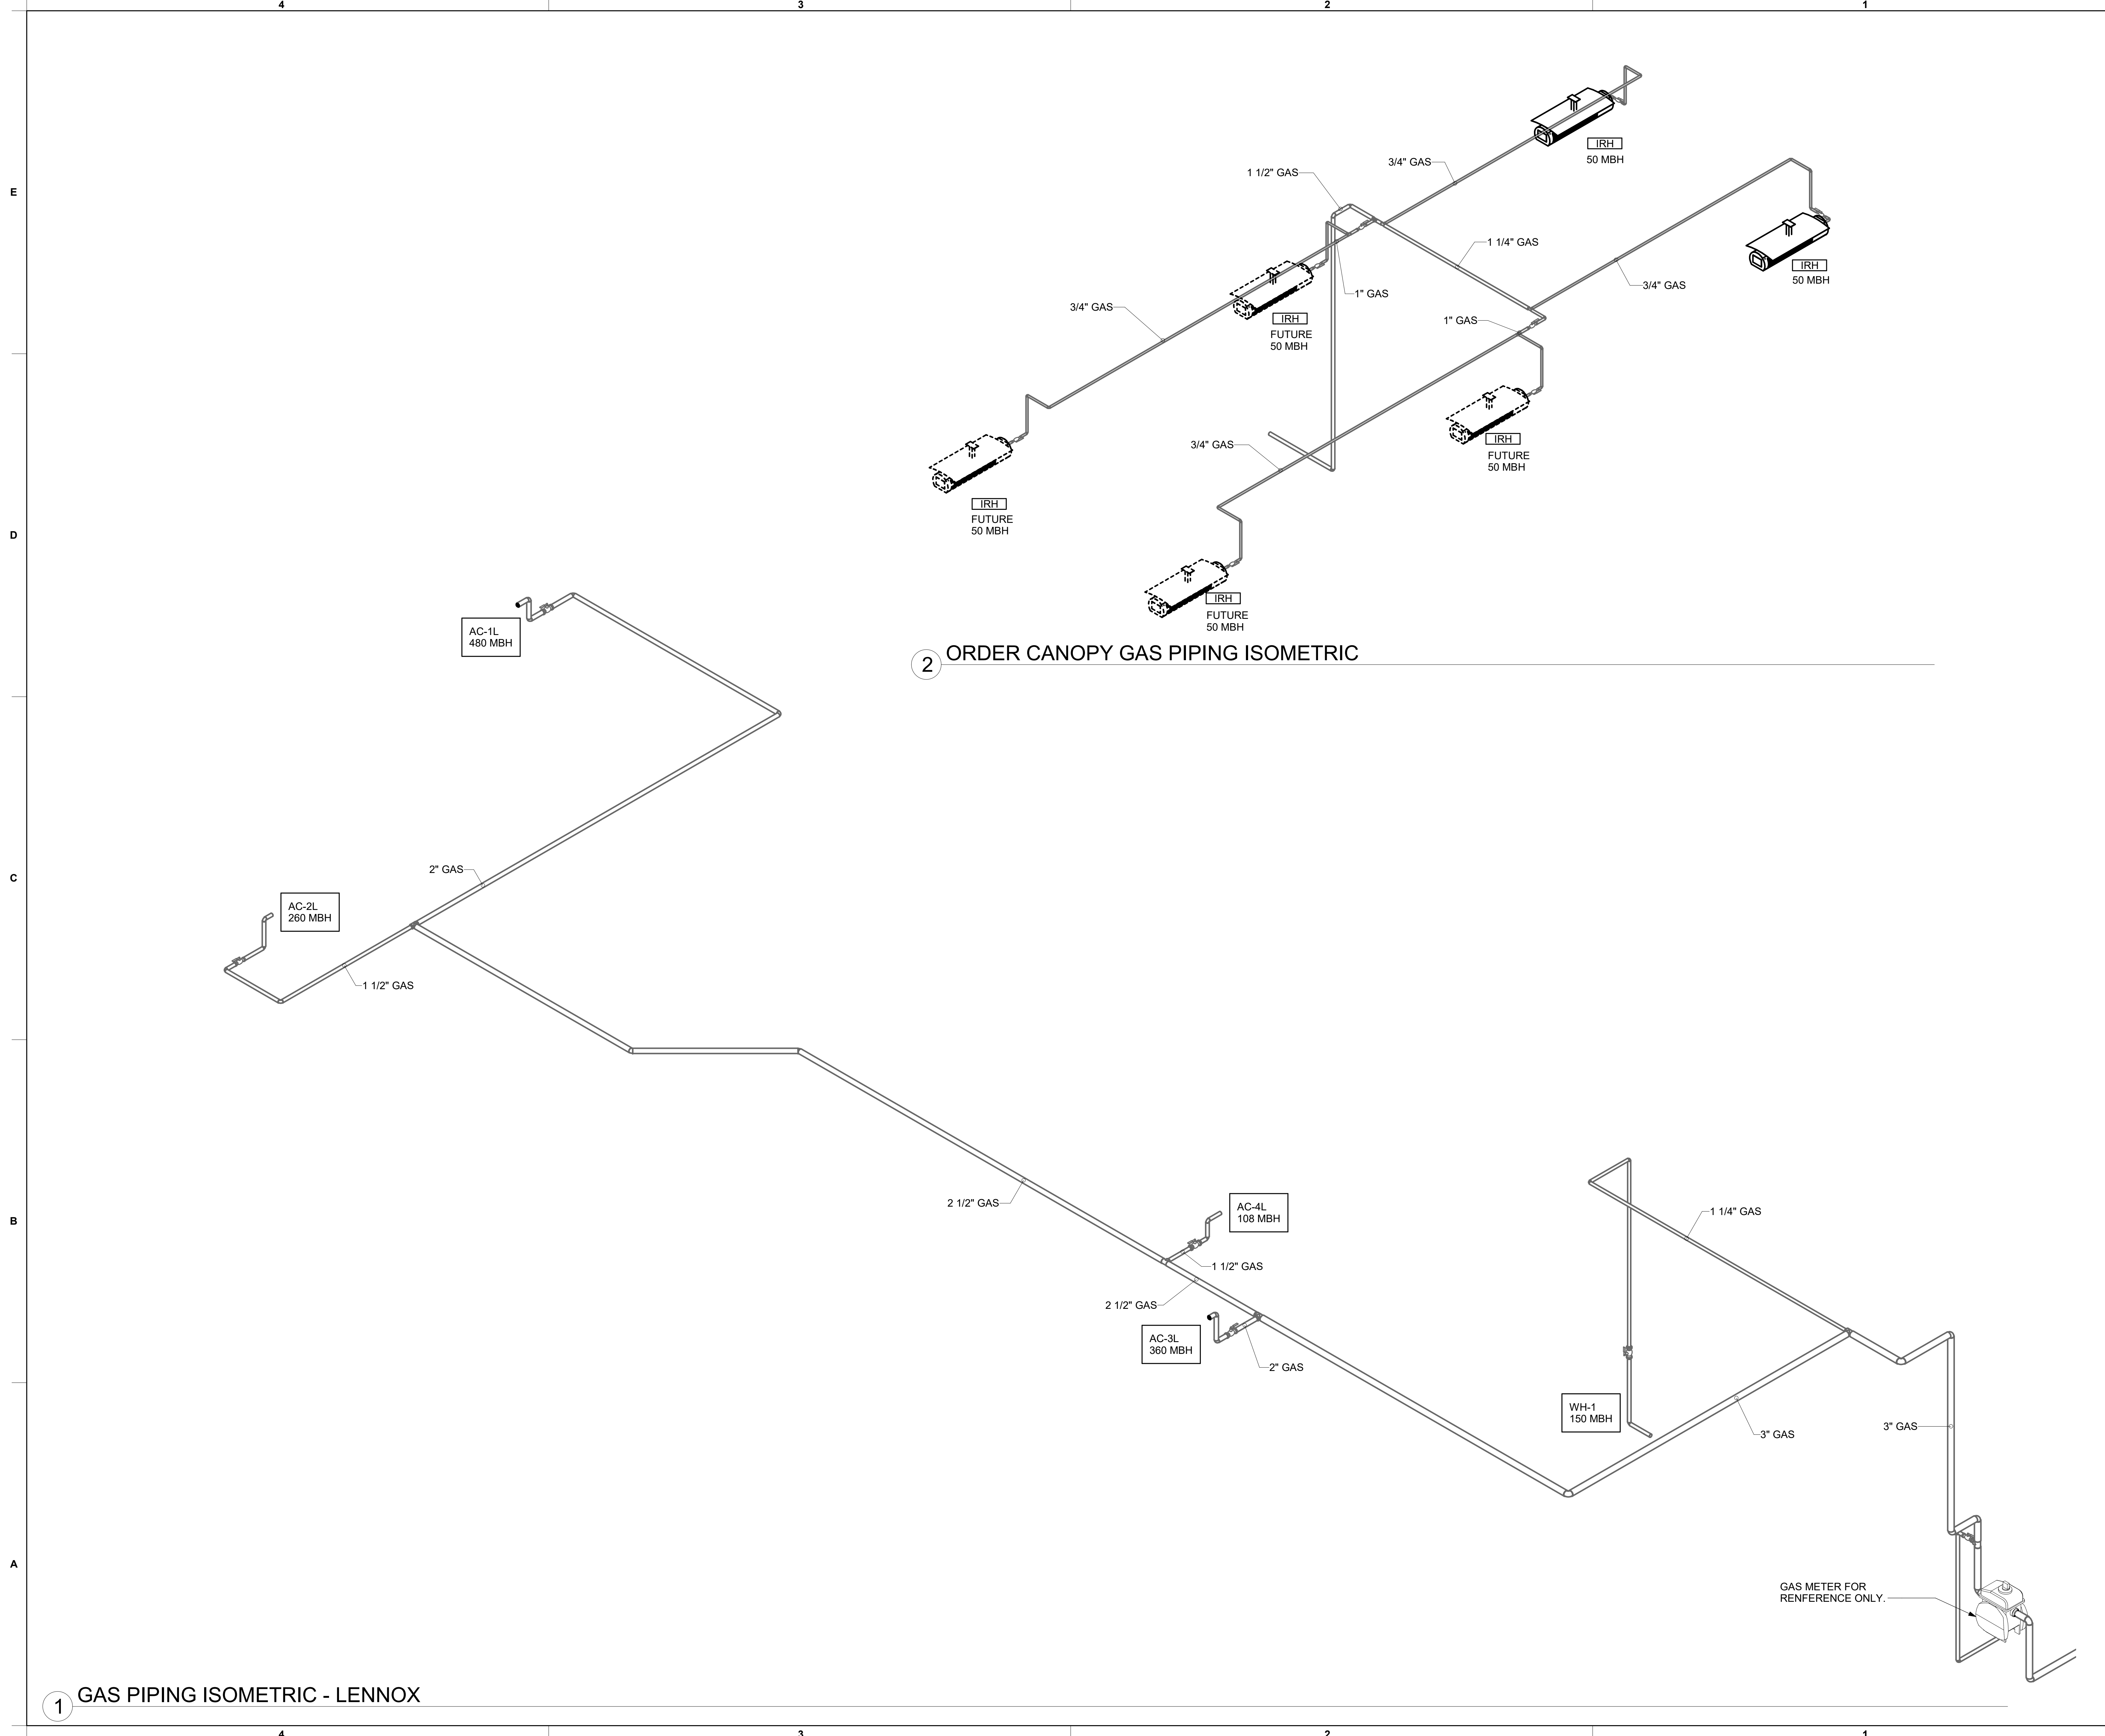 4
3
2
1
E
D
C
B
A
IRH
50 MBH
3/4" GAS
1 1/2" GAS
1 1/4" GAS
IRH
50 MBH
3/4" GAS
1" GAS
3/4" GAS
IRH
FUTURE
50 MBH
1" GAS
IRH
FUTURE
50 MBH
3/4" GAS
IRH
FUTURE
50 MBH
IRH
FUTURE
50 MBH
2
ORDER CANOPY GAS PIPING ISOMETRIC
AC-1L
480 MBH
2" GAS
AC-2L
260 MBH
1 1/2" GAS
2 1/2" GAS
AC-4L
108 MBH
1 1/2" GAS
2 1/2" GAS
AC-3L
360 MBH
2" GAS
1 1/4" GAS
WH-1
150 MBH
3" GAS
3" GAS
GAS METER FOR
RENFERENCE ONLY.
1
GAS PIPING ISOMETRIC - LENNOX
4
3
2
1